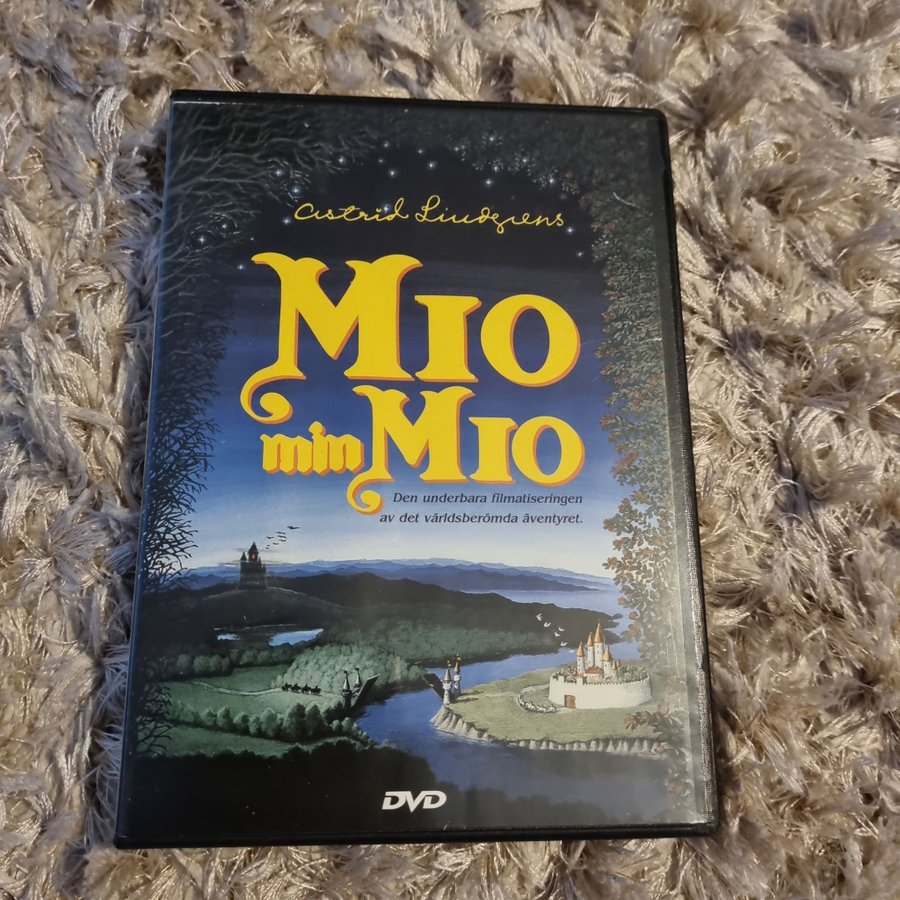 Astrid Lindgrens
MIO
min MIO
Den underbara filmatiseringen
av det världsberömda äventyret.
DVD